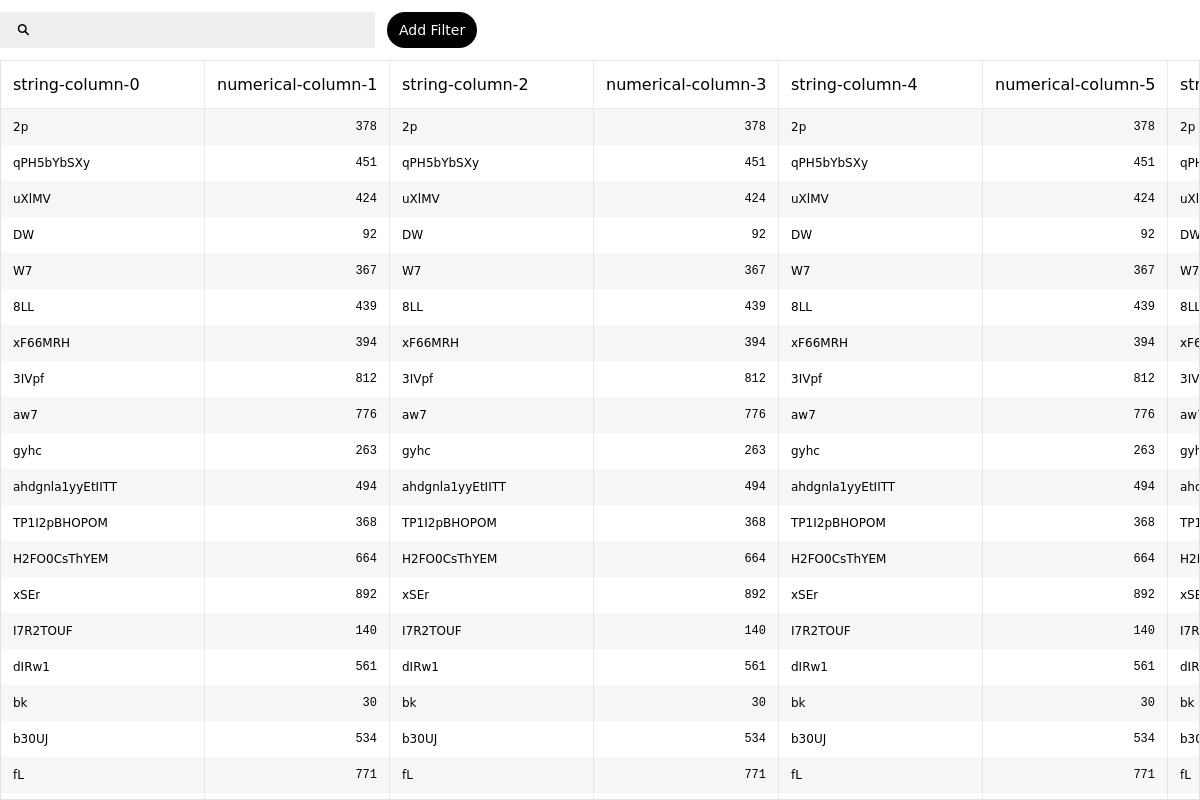 Add Filter
string-column-0 numerical-column-1 string-column-2 numerical-column-3 string-column-4 numerical-column-5 str
2p 378 2p 378 2p 378 2p
qPH5bYbSXy 451 qPH5bYbSXy 451 qPH5bYbSXy 451 qPH
uXlMV 424 uXlMV 424 uXlMV 424 uXl
DW 92 DW 92 DW 92 DW
W7 367 W7 367 W7 367 W7
8LL 439 8LL 439 8LL 439 8LL
xF66MRH 394 xF66MRH 394 xF66MRH 394 xF6
3IVpf 812 3IVpf 812 3IVpf 812 3IV
aw7 776 aw7 776 aw7 776 aw7
gyhc 263 gyhc 263 gyhc 263 gyh
ahdgnla1yyEtIITT 494 ahdgnla1yyEtIITT 494 ahdgnla1yyEtIITT 494 ahd
TP1I2pBHOPOM 368 TP1I2pBHOPOM 368 TP1I2pBHOPOM 368 TP1
H2FO0CsThYEM 664 H2FO0CsThYEM 664 H2FO0CsThYEM 664 H2F
xSEr 892 xSEr 892 xSEr 892 xSE
I7R2TOUF 140 I7R2TOUF 140 I7R2TOUF 140 I7R
dIRw1 561 dIRw1 561 dIRw1 561 dIR
bk 30 bk 30 bk 30 bk
b30UJ 534 b30UJ 534 b30UJ 534 b30
fL 771 fL 771 fL 771 fL